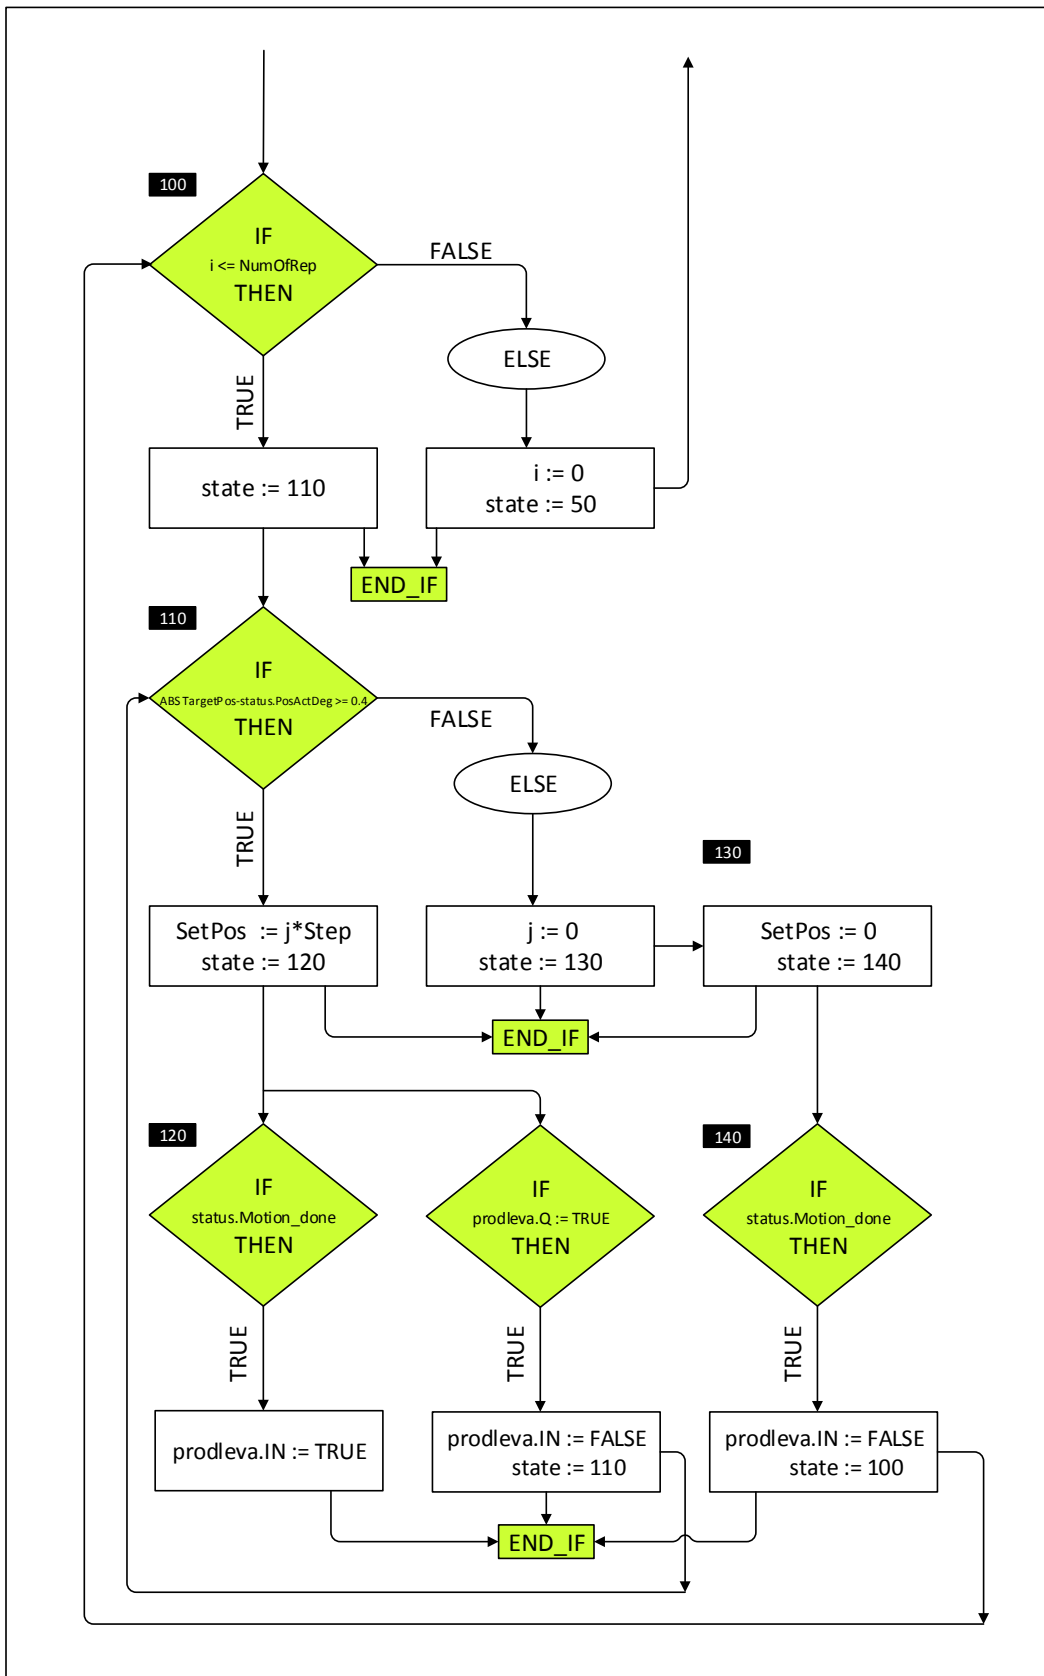 100
IF
i <= NumOfRep
THEN
FALSE
ELSE
TRUE
state := 110
i := 0
state := 50
END_IF
110
IF
ABS TargetPos-status.PosActDeg >= 0.4
THEN
FALSE
ELSE
TRUE
130
SetPos := j*Step
state := 120
j := 0
state := 130
SetPos := 0
state := 140
END_IF
120
IF
status.Motion_done
THEN
IF
prodleva.Q := TRUE
THEN
140
IF
status.Motion_done
THEN
TRUE
TRUE
TRUE
prodleva.IN := TRUE
prodleva.IN := FALSE
state := 110
prodleva.IN := FALSE
state := 100
END_IF